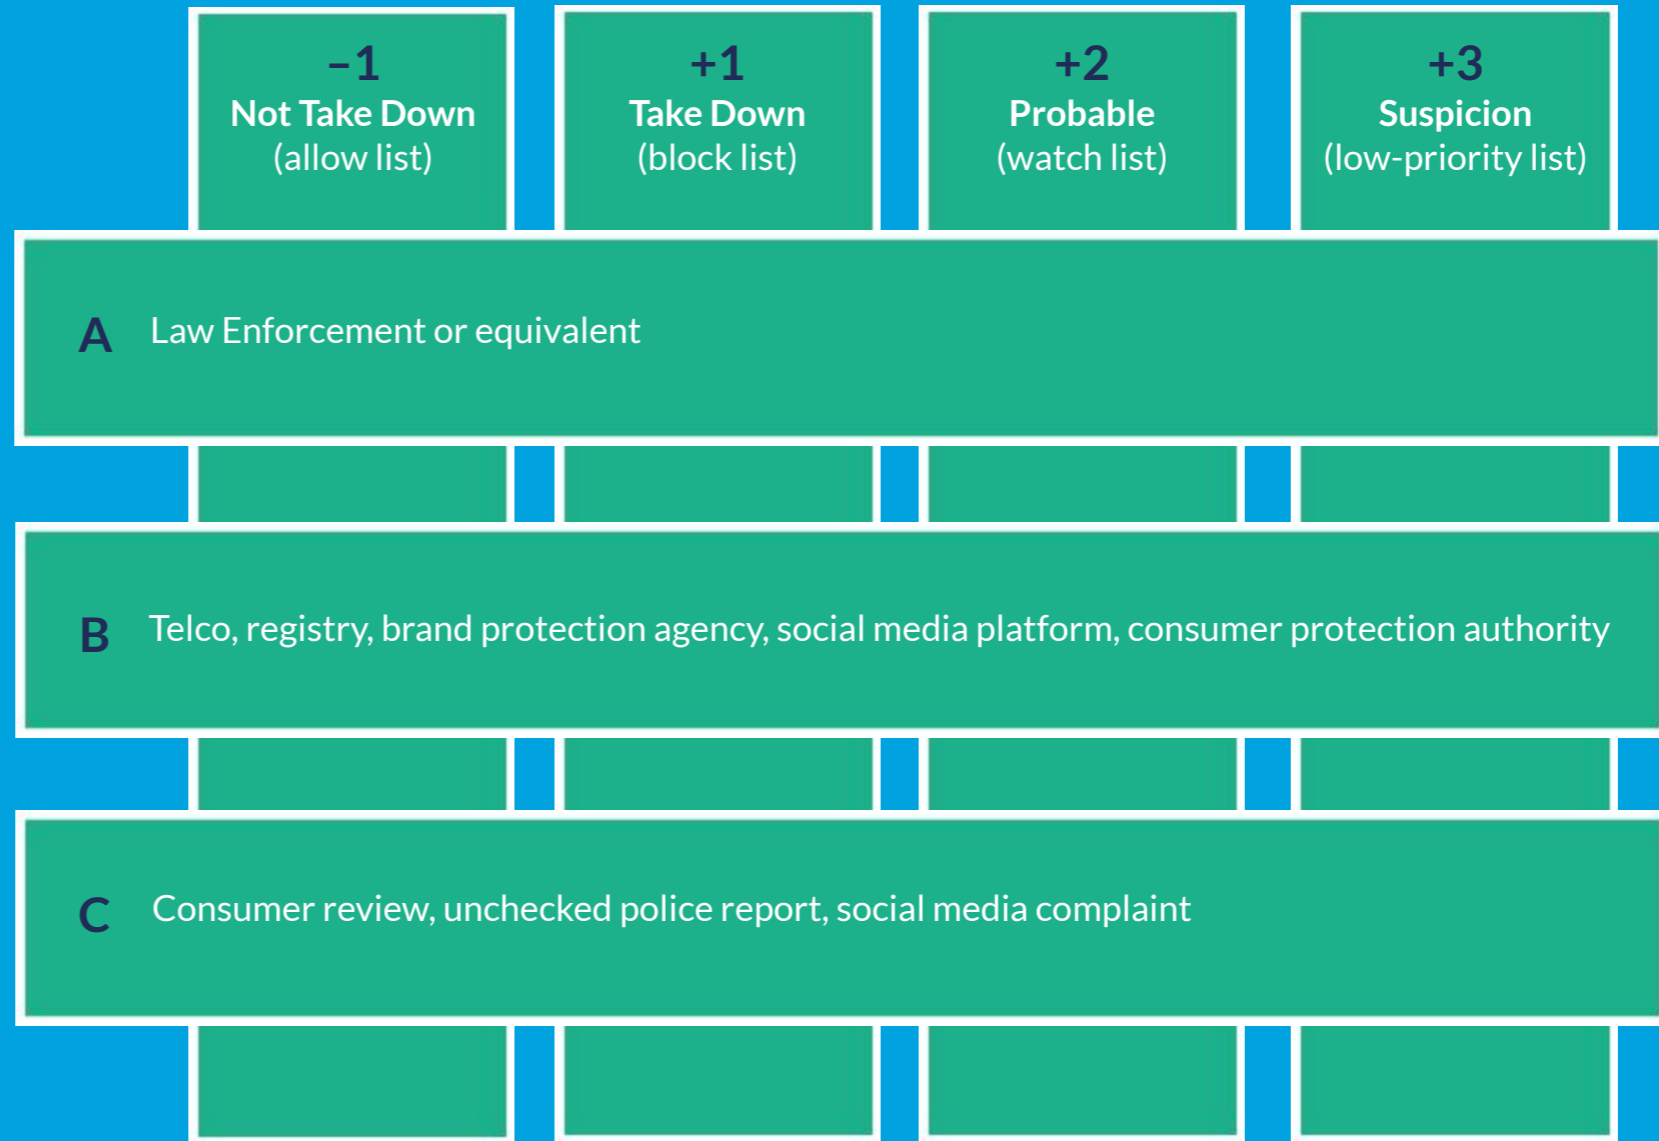 –1
Not Take Down
(allow list)
+1
Take Down
(block list)
+2
Probable
(watch list)
+3
Suspicion
(low-priority list)
A Law Enforcement or equivalent
B Telco, registry, brand protection agency, social media platform, consumer protection authority
C Consumer review, unchecked police report, social media complaint